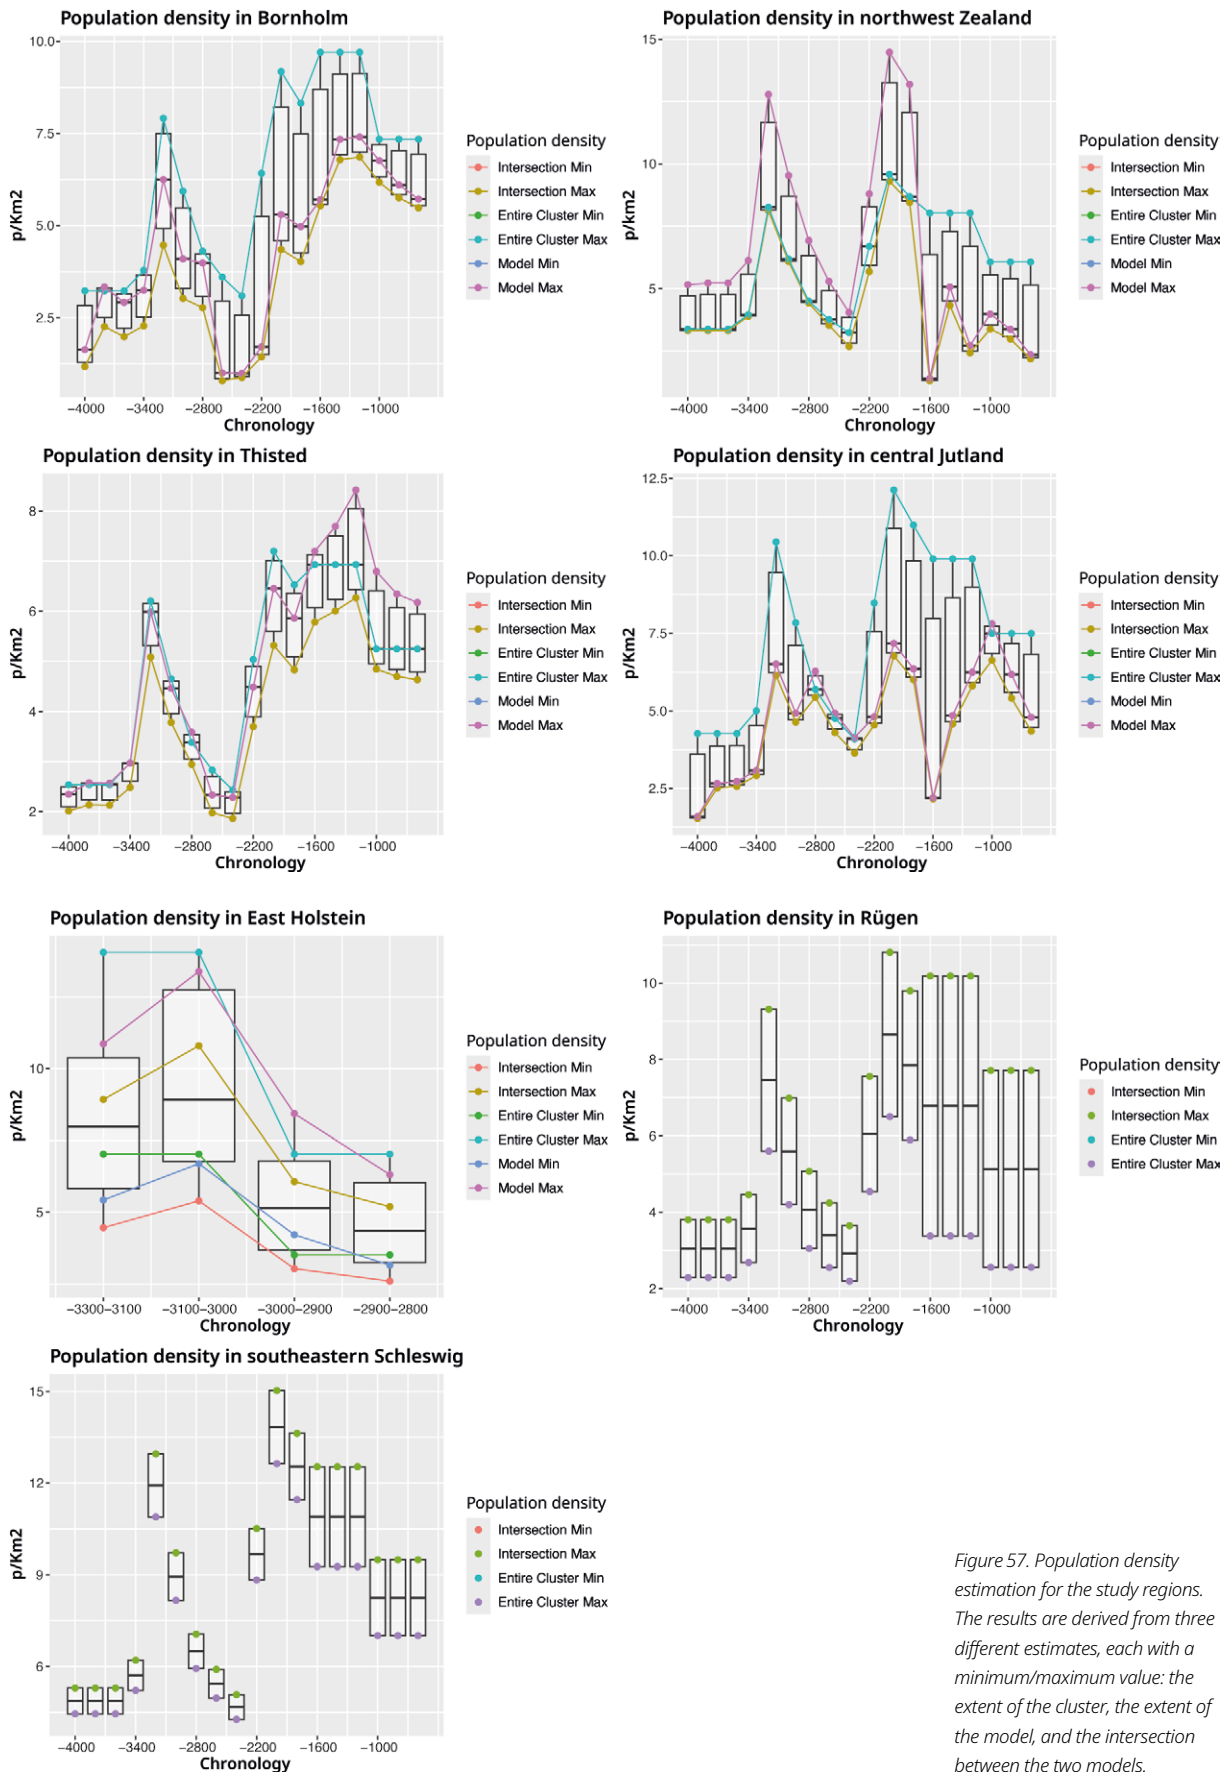 Population density in Bornholm
10.0
7.5
5.0
2.5
p/Km2
−4000 −3400 −2800 −2200 −1600 −1000
Chronology
Population density
Intersection Min
Intersection Max
Entire Cluster Min
Entire Cluster Max
Model Min
Model Max
Population density in northwest Zealand
15
10
5
p/Km2
−4000 −3400 −2800 −2200 −1600 −1000
Chronology
Population density
Intersection Min
Intersection Max
Entire Cluster Min
Entire Cluster Max
Model Min
Model Max
Population density in Thisted
8
6
4
2
p/Km2
−4000 −3400 −2800 −2200 −1600 −1000
Chronology
Population density
Intersection Min
Intersection Max
Entire Cluster Min
Entire Cluster Max
Model Min
Model Max
Population density in central Jutland
12.5
10.0
7.5
5.0
2.5
p/Km2
−4000 −3400 −2800 −2200 −1600 −1000
Chronology
Population density
Intersection Min
Intersection Max
Entire Cluster Min
Entire Cluster Max
Model Min
Model Max
Population density in East Holstein
10
5
p/Km2
−3300−3100 −3100−3000 −3000−2900 −2900−2800
Chronology
Population density
Intersection Min
Intersection Max
Entire Cluster Min
Entire Cluster Max
Model Min
Model Max
Population density in Rügen
10
8
6
4
2
p/Km2
−4000 −3400 −2800 −2200 −1600 −1000
Chronology
Population density
Intersection Min
Intersection Max
Entire Cluster Min
Entire Cluster Max
Population density in southeastern Schleswig
15
12
9
6
p/Km2
−4000 −3400 −2800 −2200 −1600 −1000
Chronology
Population density
Intersection Min
Intersection Max
Entire Cluster Min
Entire Cluster Max
Figure 57. Population density
estimation for the study regions.
The results are derived from three
different estimates, each with a
minimum/maximum value: the
extent of the cluster, the extent of
the model, and the intersection
between the two models.